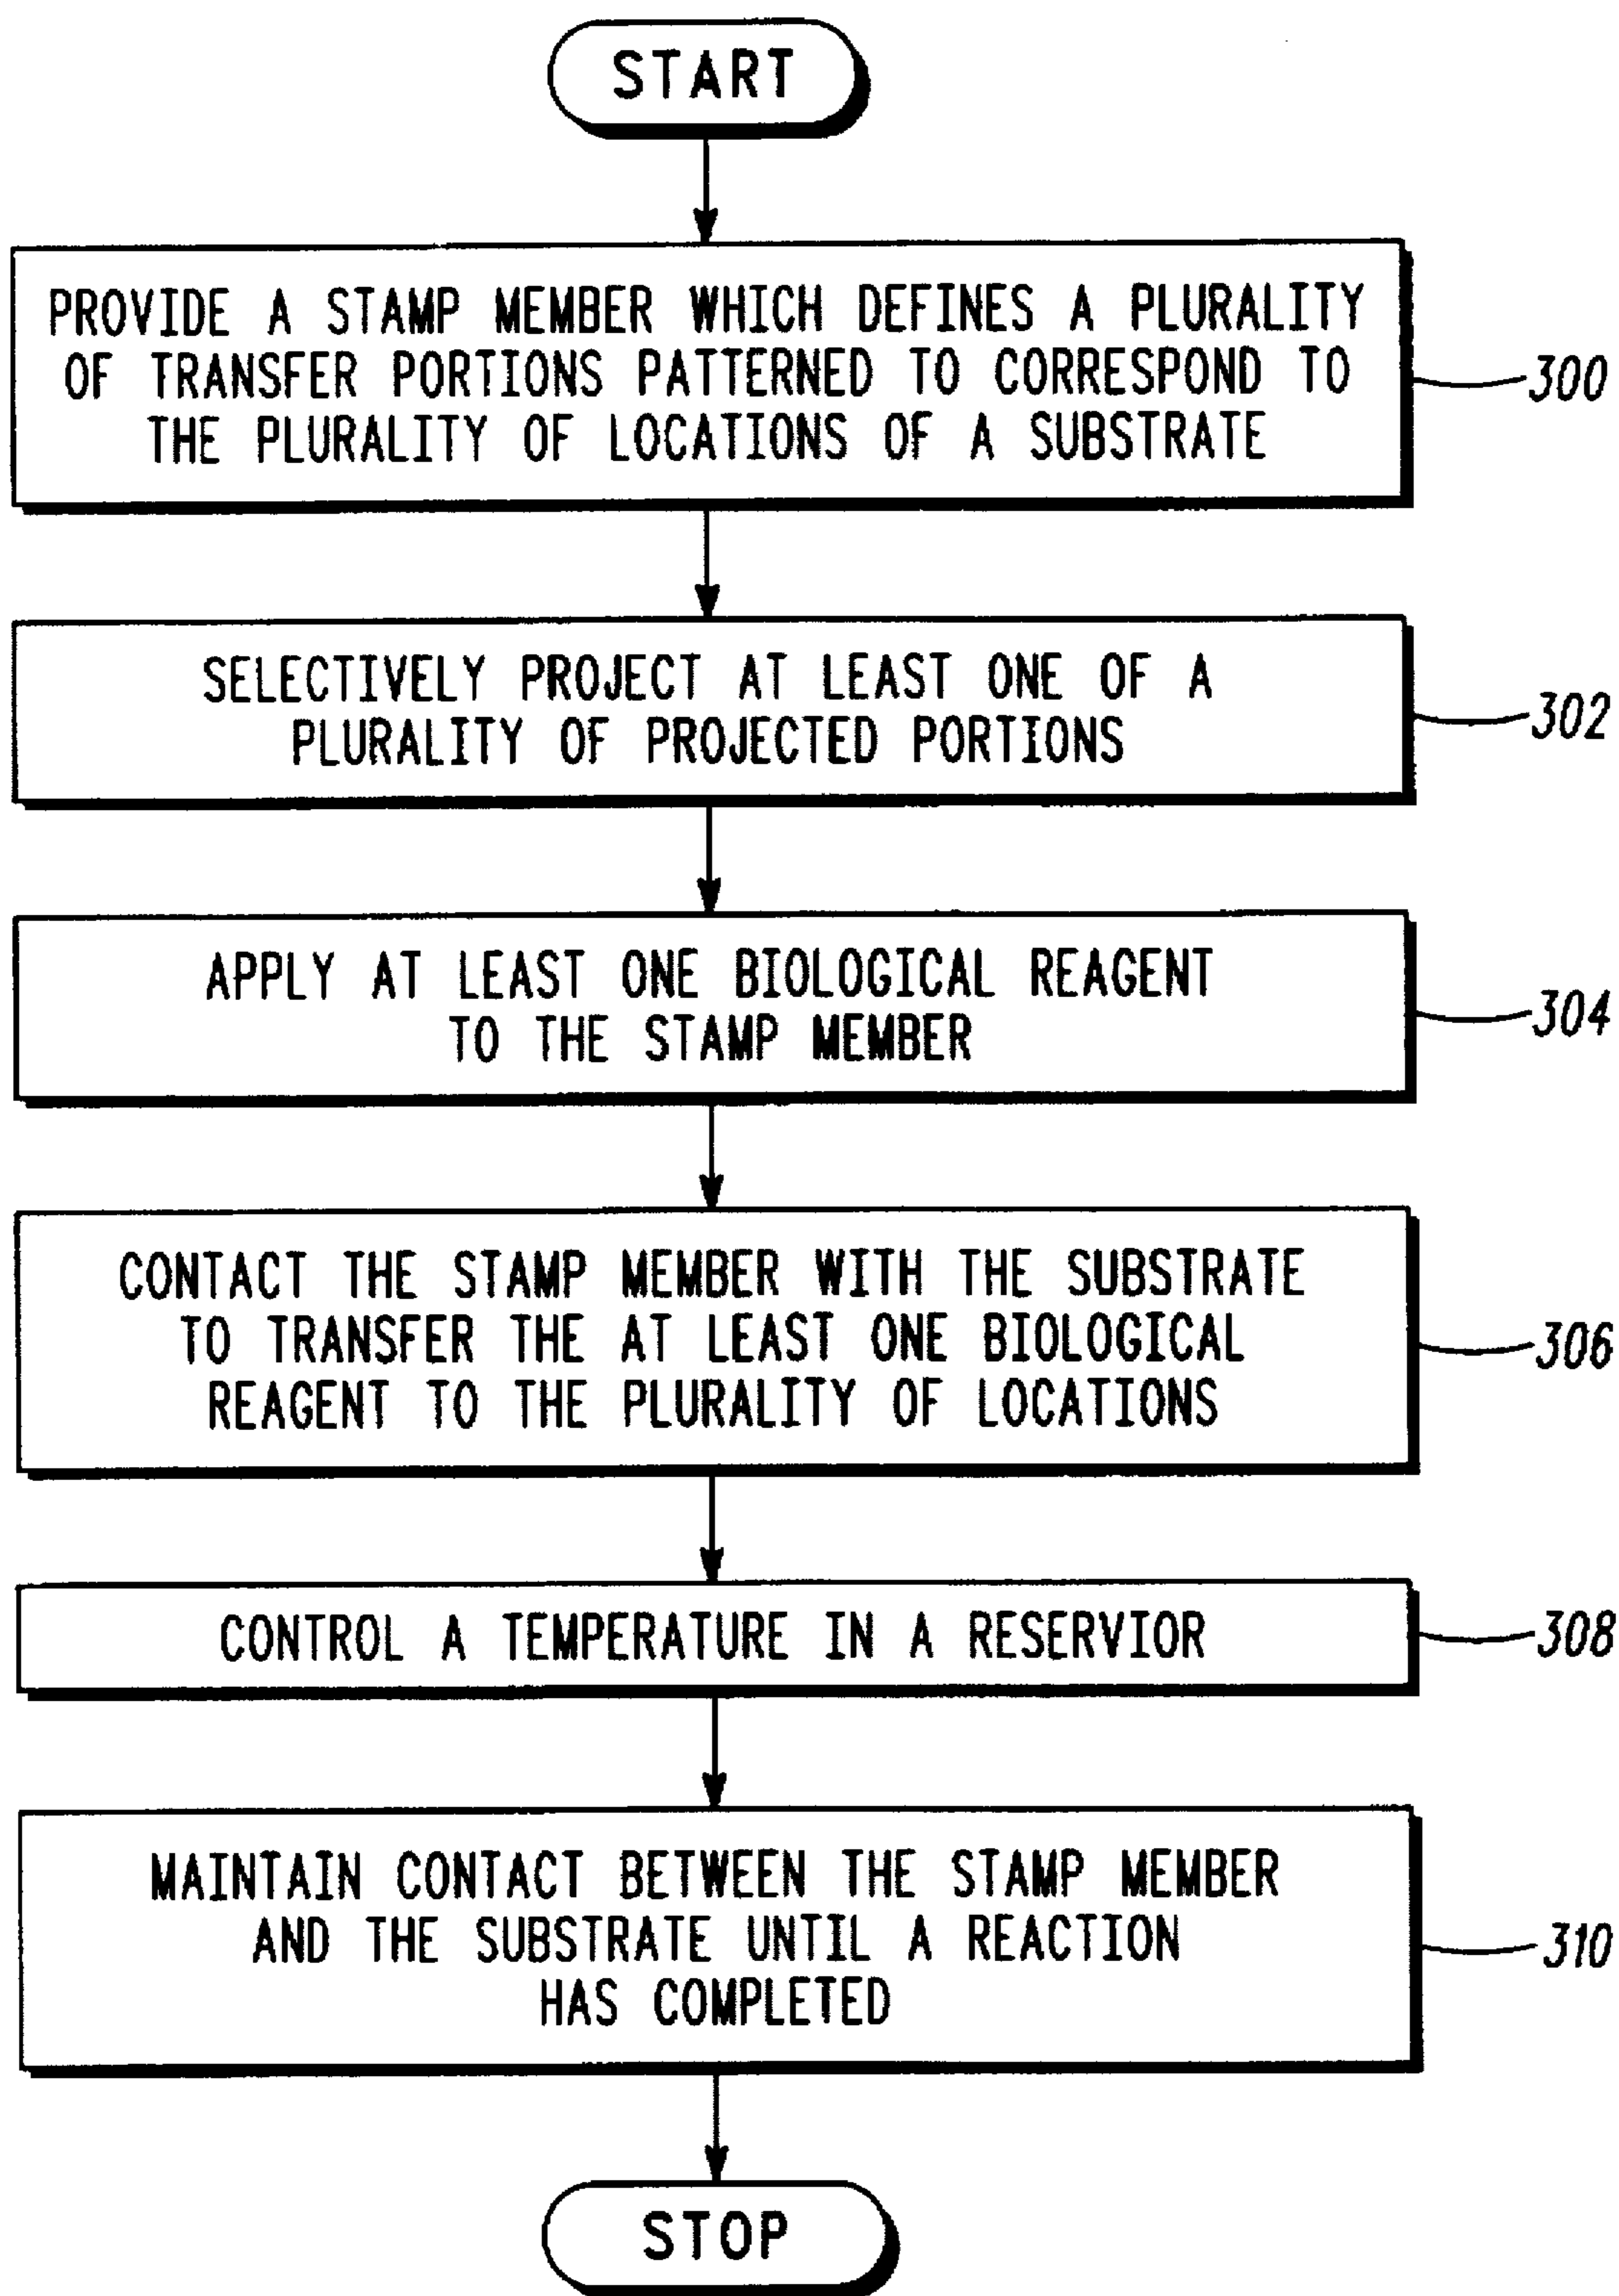 START
PROVIDE A STAMP MEMBER WHICH DEFINES A PLURALITY
OF TRANSFER PORTIONS PATTERNED TO CORRESPOND TO
THE PLURALITY OF LOCATIONS OF A SUBSTRATE
300
SELECTIVELY PROJECT AT LEAST ONE OF A
PLURALITY OF PROJECTED PORTIONS
302
APPLY AT LEAST ONE BIOLOGICAL REAGENT
TO THE STAMP MEMBER
304
CONTACT THE STAMP MEMBER WITH THE SUBSTRATE
TO TRANSFER THE AT LEAST ONE BIOLOGICAL
REAGENT TO THE PLURALITY OF LOCATIONS
306
CONTROL A TEMPERATURE IN A RESERVIOR
308
MAINTAIN CONTACT BETWEEN THE STAMP MEMBER
AND THE SUBSTRATE UNTIL A REACTION
HAS COMPLETED
310
STOP